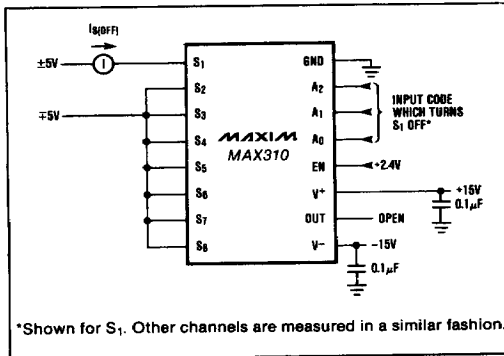 IS(OFF)
±5V
I
S1
GND
S2
A2
∓5V
S3
A1
INPUT CODE
WHICH TURNS
S1 OFF*
S4
MAXIM
MAX310
A0
S5
EN
+2.4V
S6
V+
+15V
0.1μF
S7
OUT
OPEN
S8
V−
−15V
0.1μF
*Shown for S1. Other channels are measured in a similar fashion.